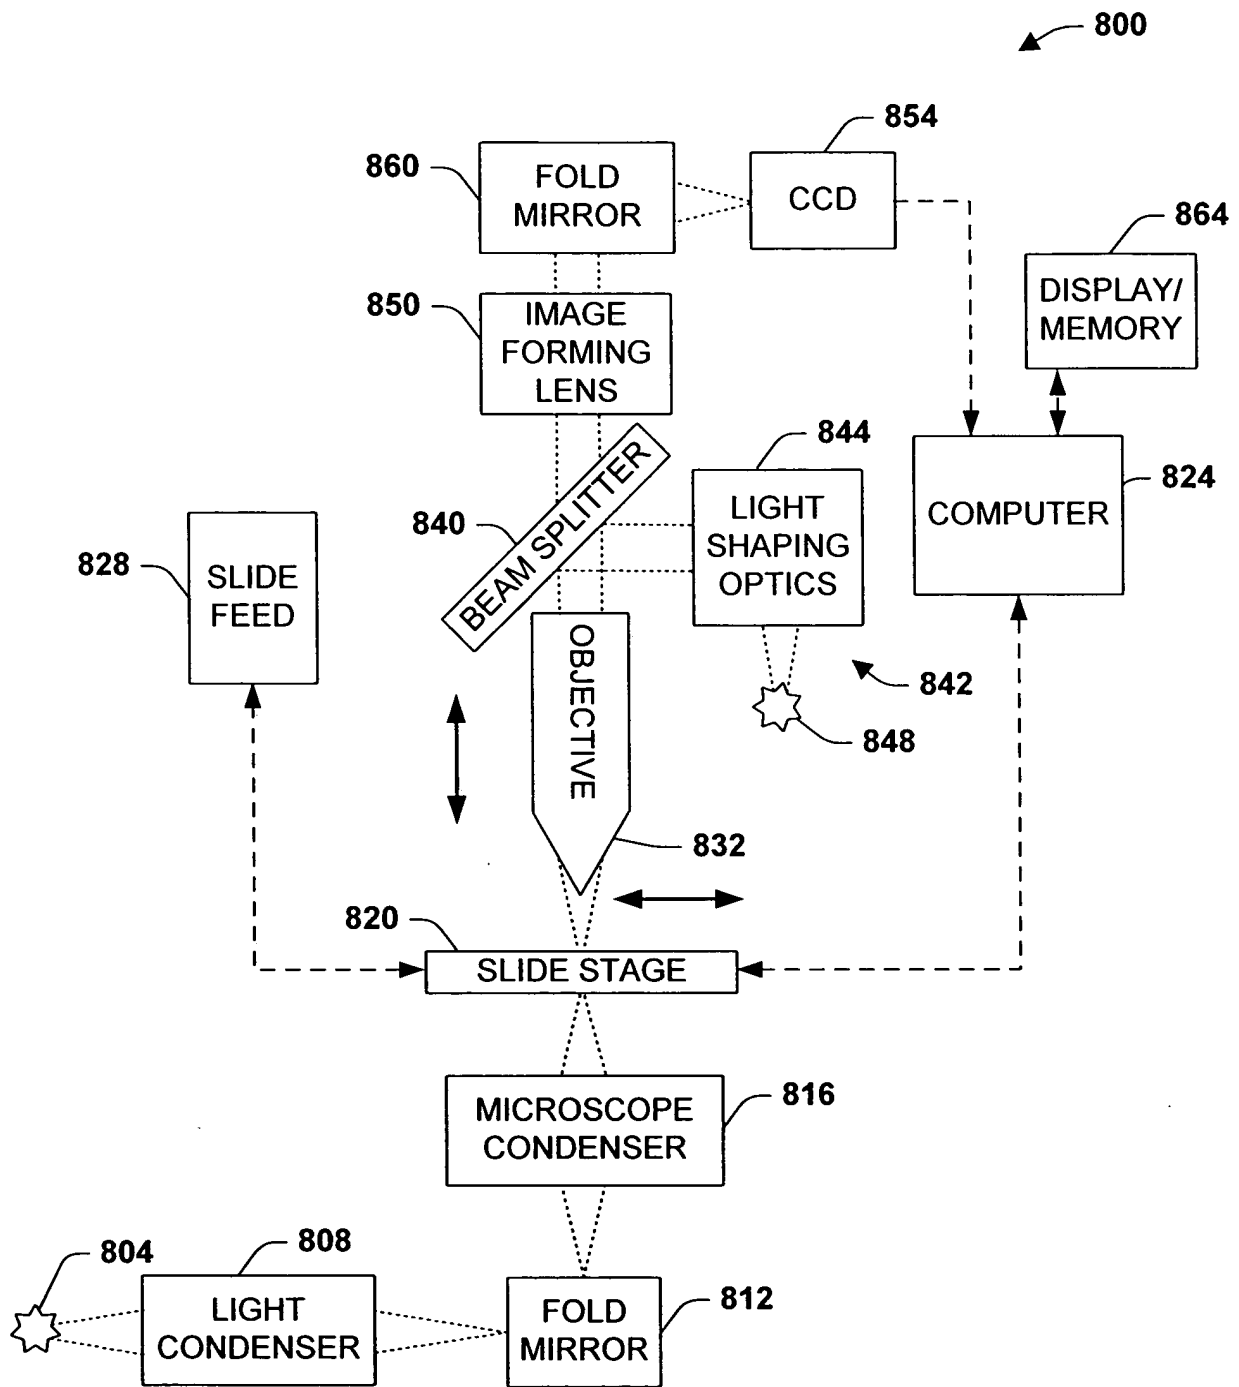 800
854
860
FOLD
MIRROR
CCD
864
850
IMAGE
FORMING
LENS
DISPLAY/
MEMORY
844
840
BEAM SPLITTER
LIGHT
SHAPING
OPTICS
COMPUTER
824
828
SLIDE
FEED
OBJECTIVE
842
848
832
820
SLIDE STAGE
MICROSCOPE
CONDENSER
816
804
808
LIGHT
CONDENSER
FOLD
MIRROR
812